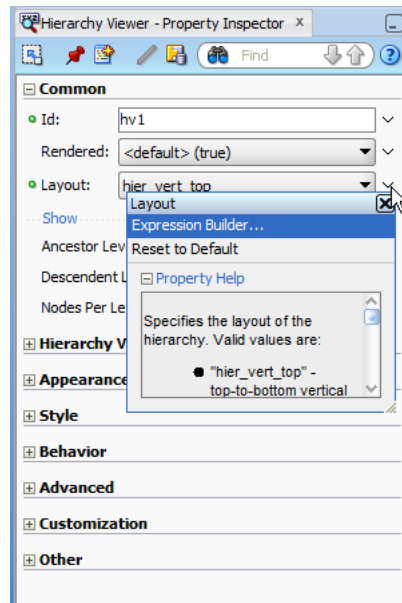 Hierarchy Viewer - Property Inspector x
Find
Common
Id: hv1
Rendered: <default> (true)
Layout: hier_vert_top
Layout
Show
Expression Builder...
Ancestor Lev
Reset to Default
Descendent L
Property Help
Nodes Per Le
Specifies the layout of the
hierarchy. Valid values are:
Hierarchy V
"hier_vert_top" -
top-to-bottom vertical
Appearance
Style
Behavior
Advanced
Customization
Other